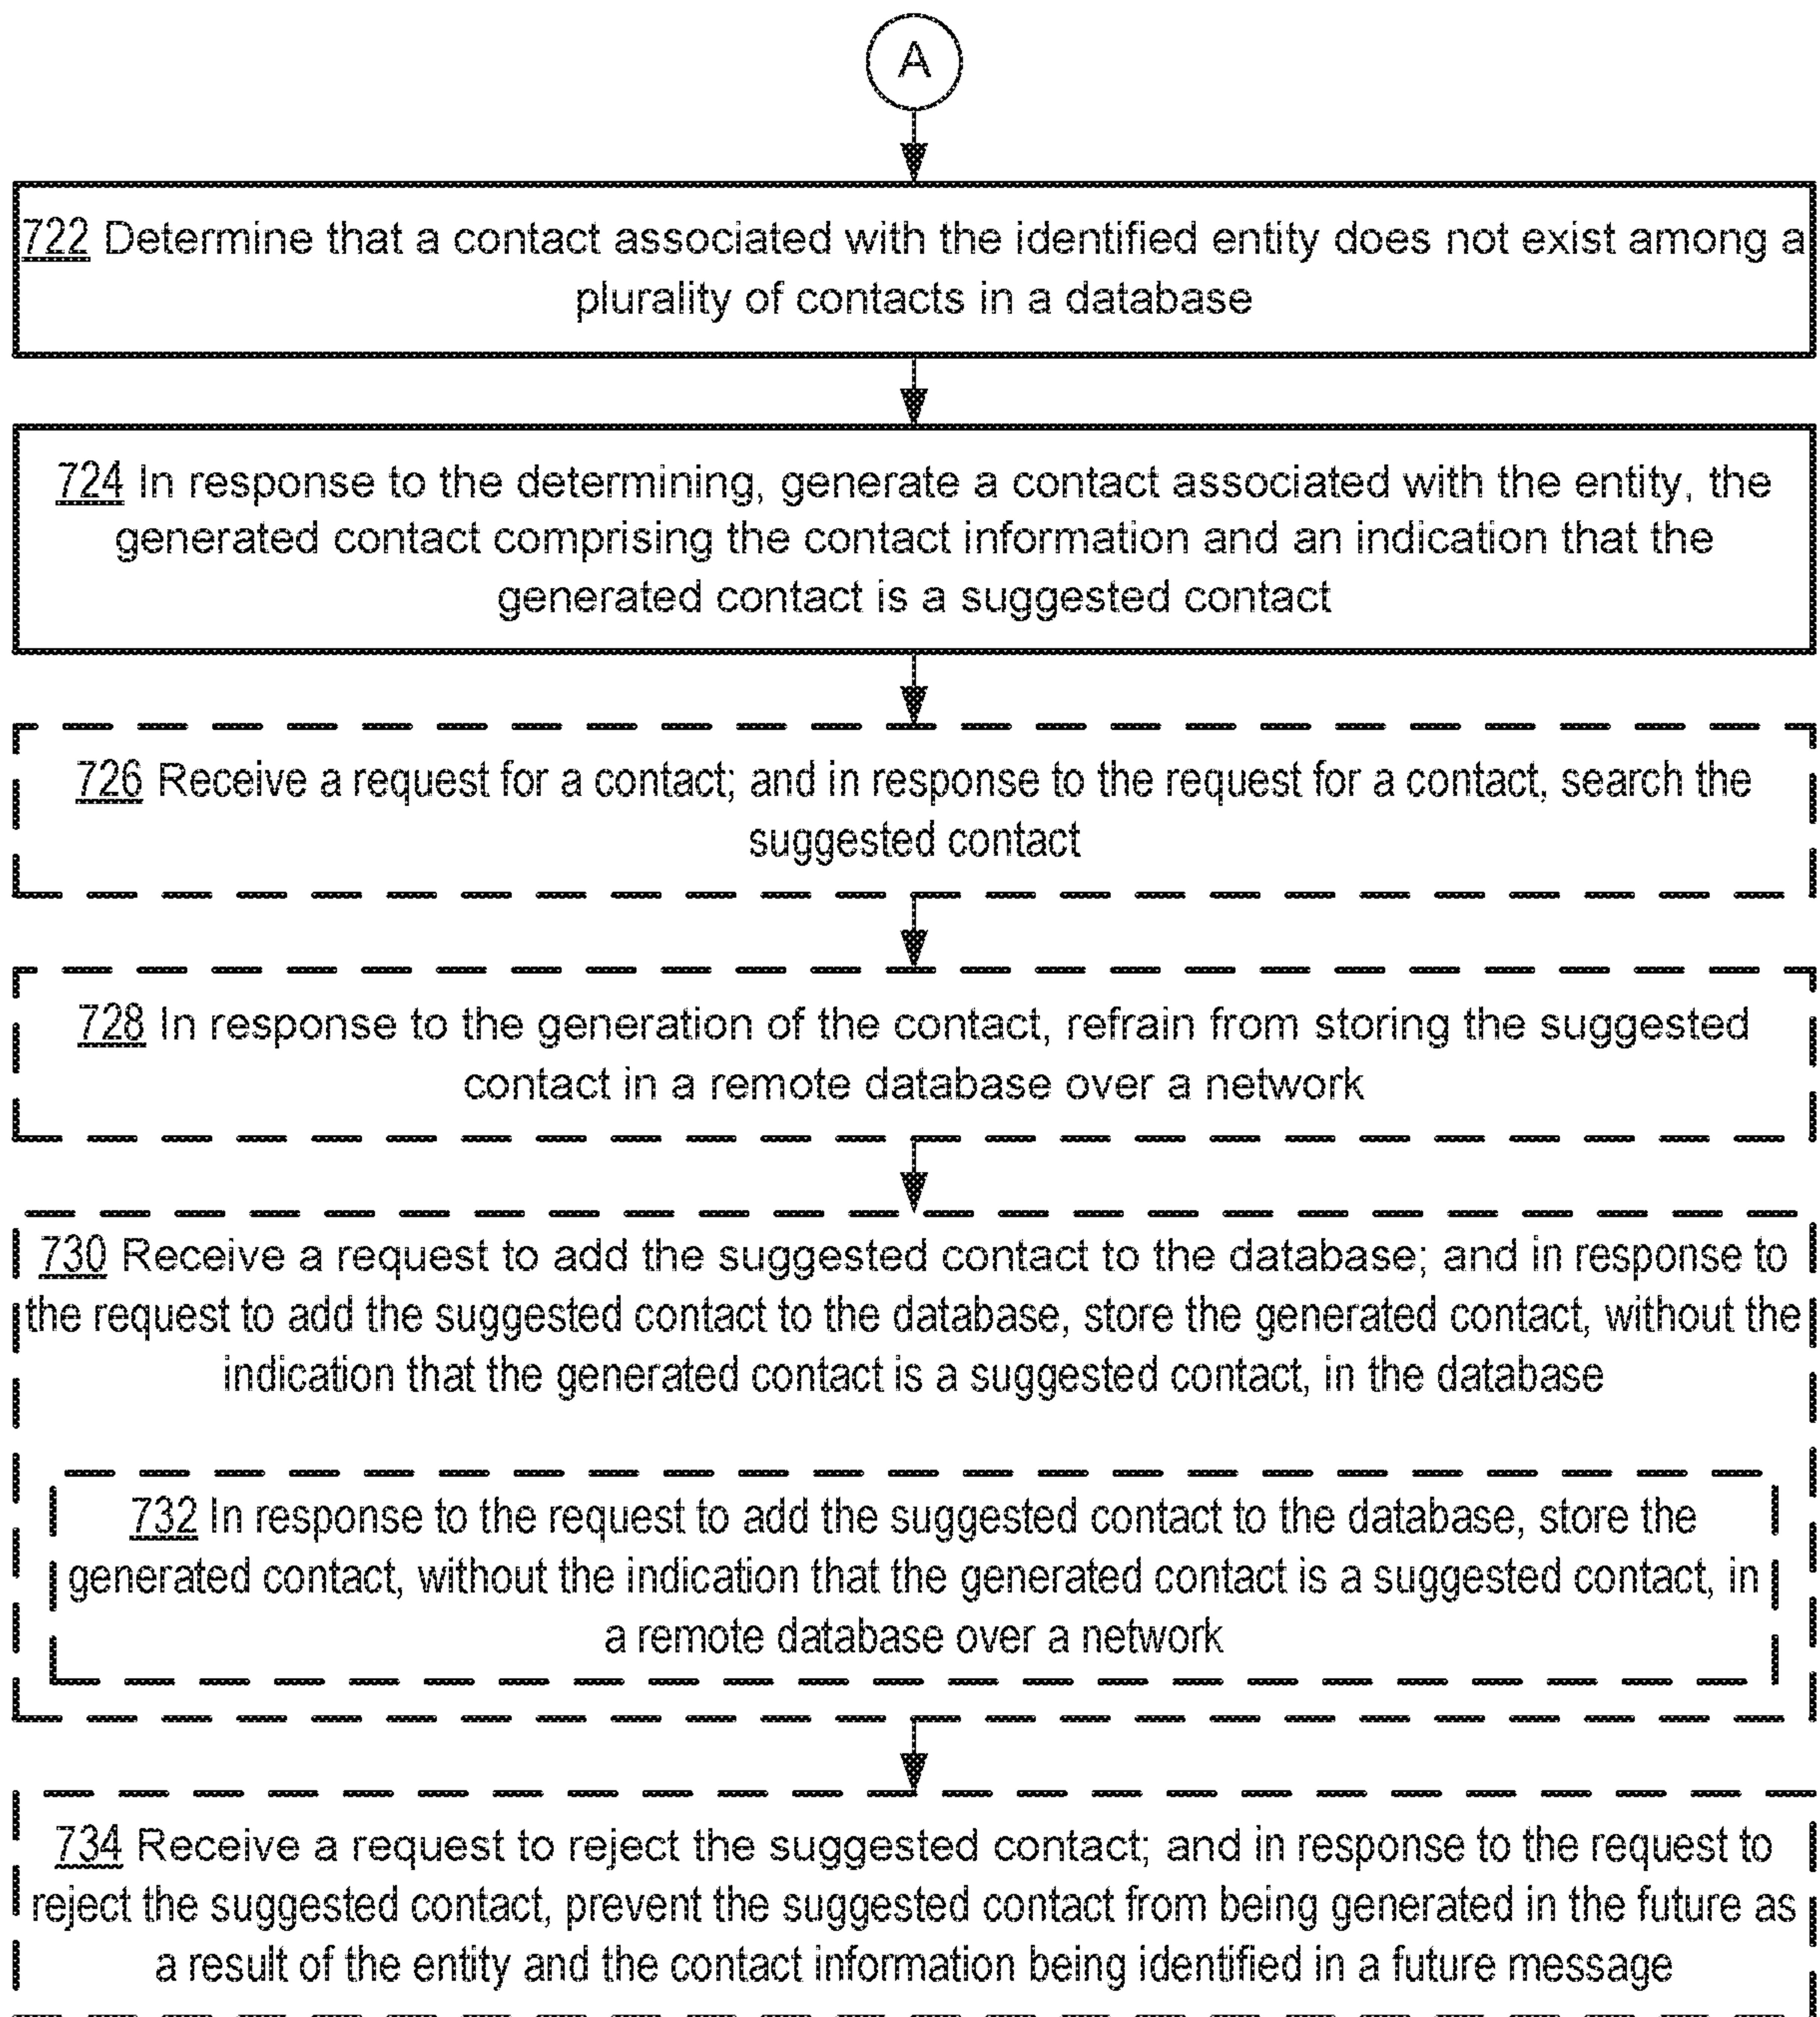 A
722 Determine that a contact associated with the identified entity does not exist among a
plurality of contacts in a database
724 In response to the determining, generate a contact associated with the entity, the
generated contact comprising the contact information and an indication that the
generated contact is a suggested contact
726 Receive a request for a contact; and in response to the request for a contact, search the
suggested contact
728 In response to the generation of the contact, refrain from storing the suggested
contact in a remote database over a network
730 Receive a request to add the suggested contact to the database; and in response to
the request to add the suggested contact to the database, store the generated contact, without the
indication that the generated contact is a suggested contact, in the database
732 In response to the request to add the suggested contact to the database, store the
generated contact, without the indication that the generated contact is a suggested contact, in
a remote database over a network
734 Receive a request to reject the suggested contact; and in response to the request to
reject the suggested contact, prevent the suggested contact from being generated in the future as
a result of the entity and the contact information being identified in a future message